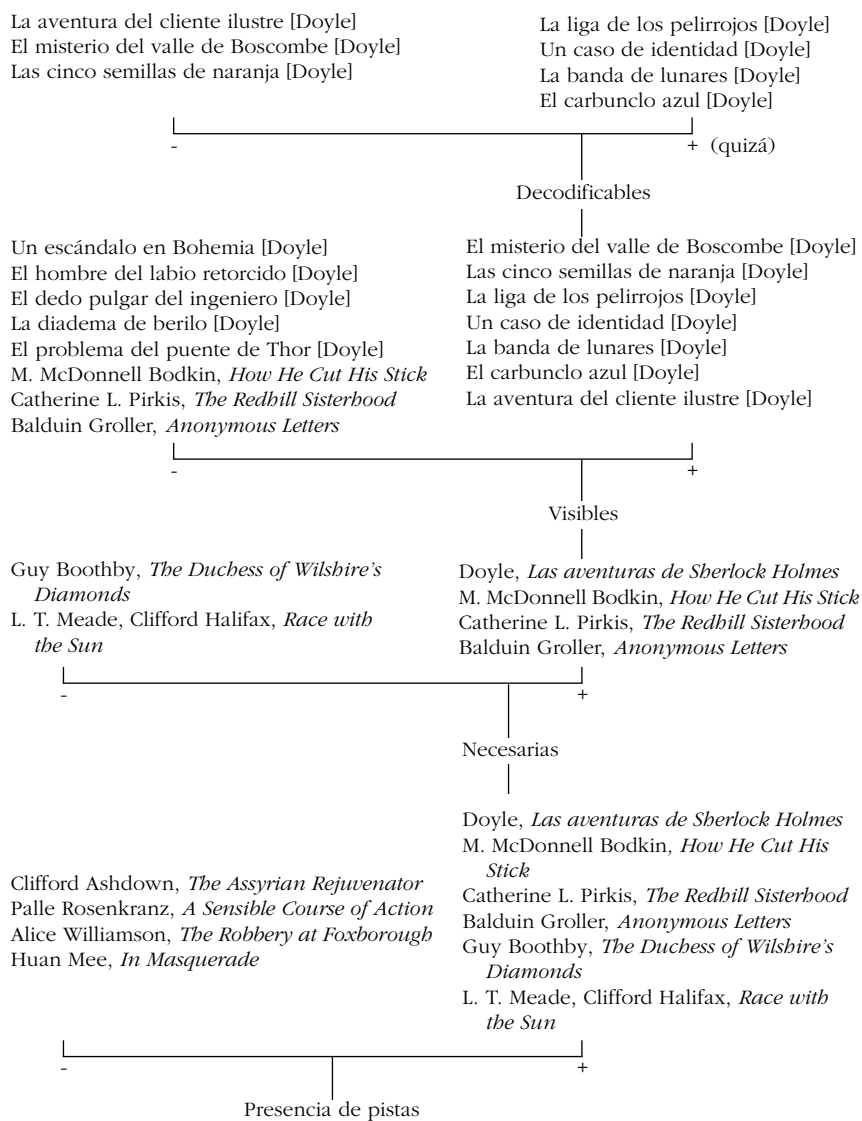 La aventura del cliente ilustre [Doyle]
El misterio del valle de Boscombe [Doyle]
Las cinco semillas de naranja [Doyle]
La liga de los pelirrojos [Doyle]
Un caso de identidad [Doyle]
La banda de lunares [Doyle]
El carbunclo azul [Doyle]
-
+ (quizá)
Decodificables
Un escándalo en Bohemia [Doyle]
El hombre del labio retorcido [Doyle]
El dedo pulgar del ingeniero [Doyle]
La diadema de berilo [Doyle]
El problema del puente de Thor [Doyle]
M. McDonnell Bodkin, How He Cut His Stick
Catherine L. Pirkis, The Redhill Sisterhood
Balduin Groller, Anonymous Letters
El misterio del valle de Boscombe [Doyle]
Las cinco semillas de naranja [Doyle]
La liga de los pelirrojos [Doyle]
Un caso de identidad [Doyle]
La banda de lunares [Doyle]
El carbunclo azul [Doyle]
La aventura del cliente ilustre [Doyle]
-
+
Visibles
Guy Boothby, The Duchess of Wilshire's
Diamonds
L. T. Meade, Clifford Halifax, Race with
the Sun
Doyle, Las aventuras de Sherlock Holmes
M. McDonnell Bodkin, How He Cut His Stick
Catherine L. Pirkis, The Redhill Sisterhood
Balduin Groller, Anonymous Letters
-
+
Necesarias
Clifford Ashdown, The Assyrian Rejuvenator
Palle Rosenkranz, A Sensible Course of Action
Alice Williamson, The Robbery at Foxborough
Huan Mee, In Masquerade
Doyle, Las aventuras de Sherlock Holmes
M. McDonnell Bodkin, How He Cut His
Stick
Catherine L. Pirkis, The Redhill Sisterhood
Balduin Groller, Anonymous Letters
Guy Boothby, The Duchess of Wilshire's
Diamonds
L. T. Meade, Clifford Halifax, Race with
the Sun
-
+
Presencia de pistas